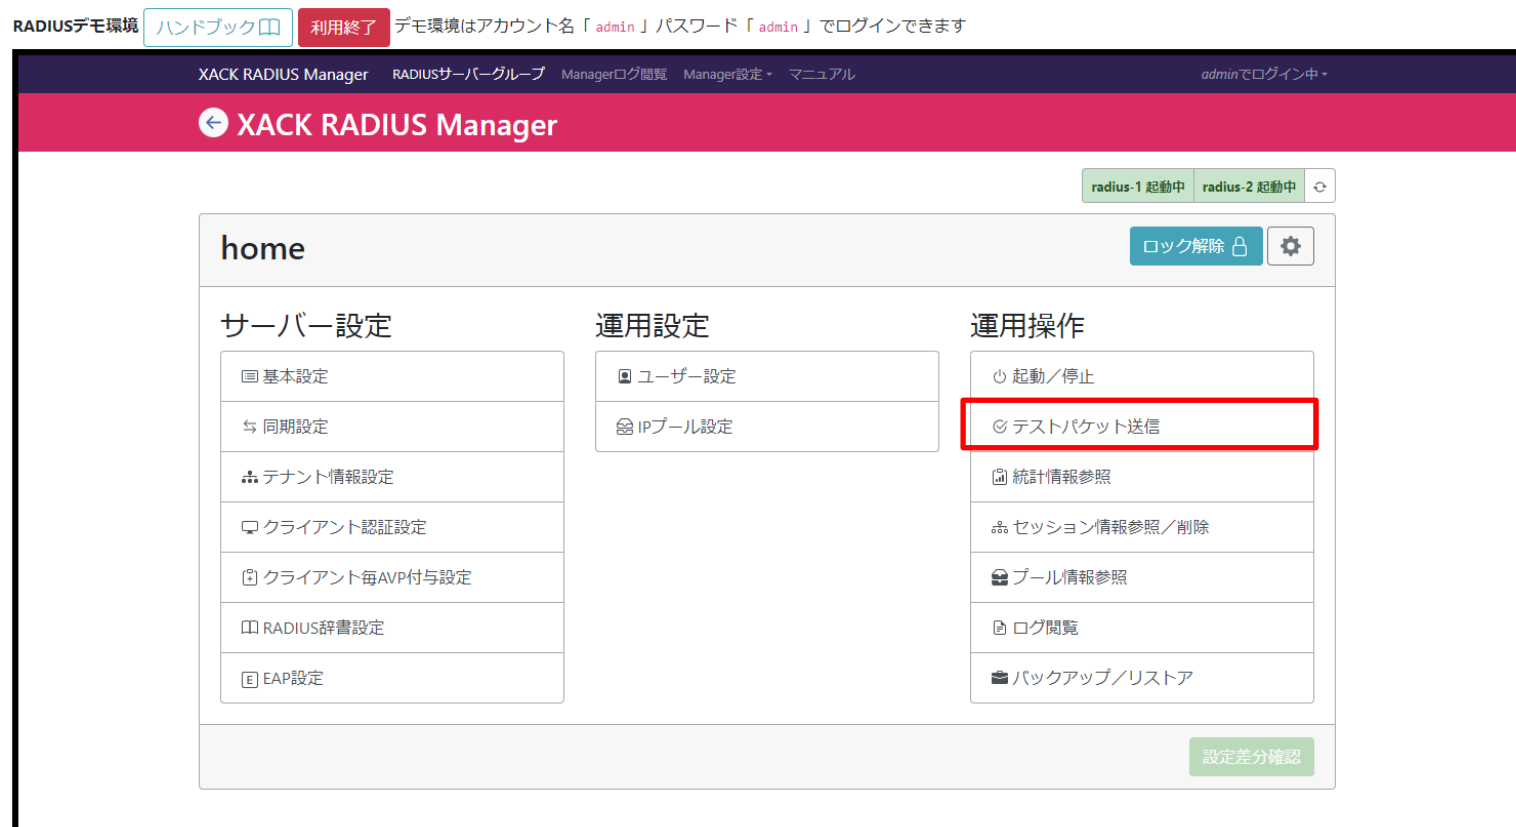 RADIUSデモ環境 ハンドブック 利用終了 デモ環境はアカウント名「 admin 」パスワード「 admin 」でログインできます
XACK RADIUS Manager RADIUSサーバーグループ Managerログ閲覧 Manager設定 マニュアル adminでログイン中
XACK RADIUS Manager
radius-1 起動中 radius-2 起動中
home ロック解除
サーバー設定
基本設定
同期設定
テナント情報設定
クライアント認証設定
クライアント毎AVP付与設定
RADIUS辞書設定
EAP設定
運用設定
ユーザー設定
IPプール設定
運用操作
起動／停止
テストパケット送信
統計情報参照
セッション情報参照／削除
プール情報参照
ログ閲覧
バックアップ／リストア
設定差分確認